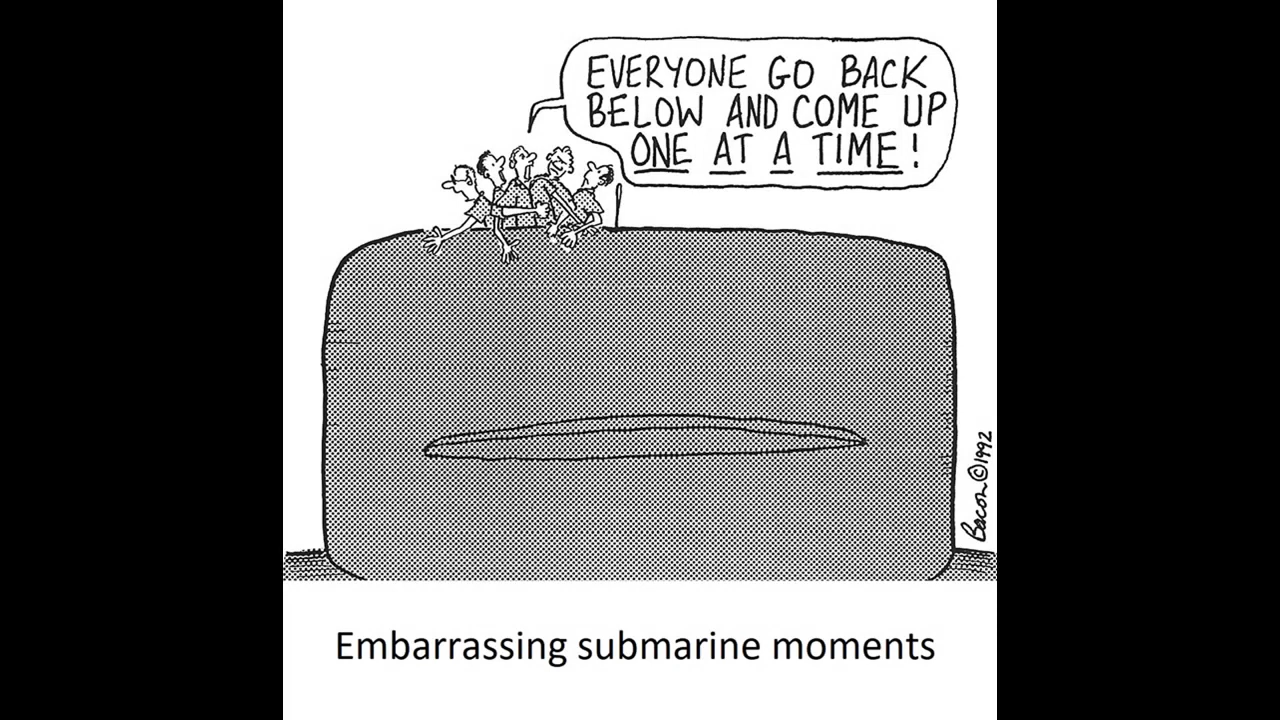 EVERYONE GO BACK
BELOW AND COME UP
ONE AT A TIME!
Bacon © 1992
Embarrassing submarine moments